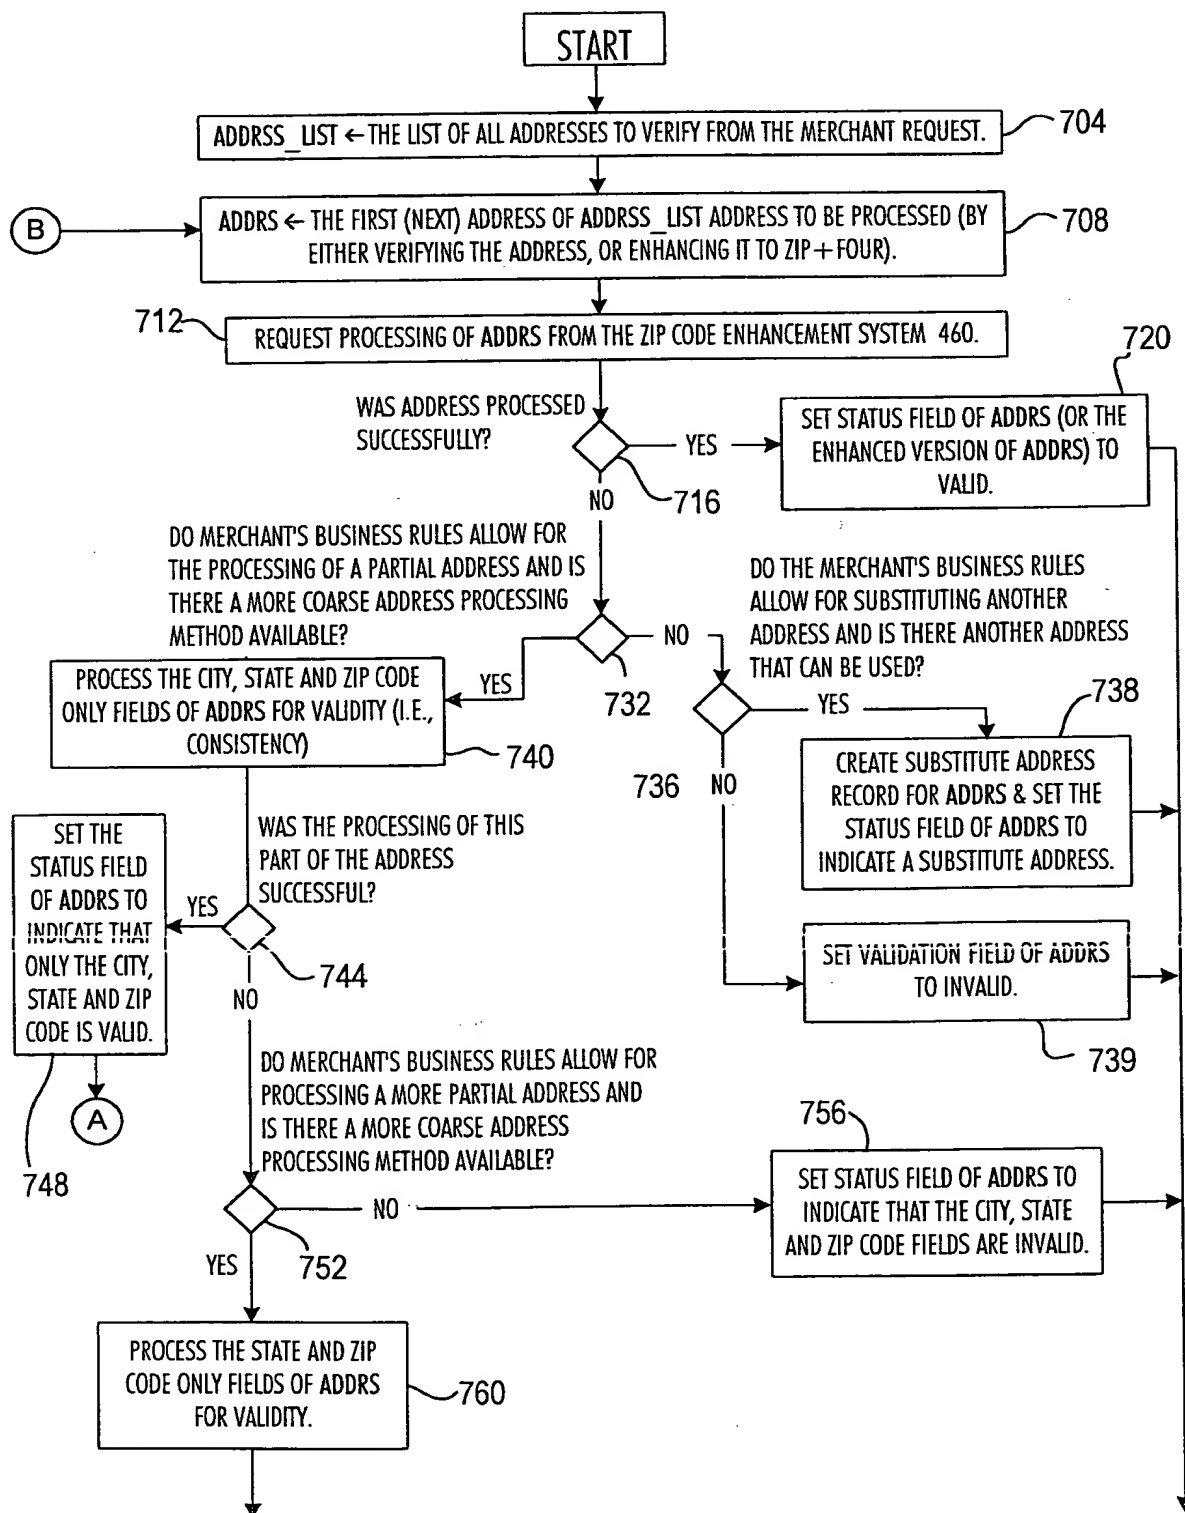 START
ADDRSS_LIST ← THE LIST OF ALL ADDRESSES TO VERIFY FROM THE MERCHANT REQUEST.
704
B
ADDRS ← THE FIRST (NEXT) ADDRESS OF ADDRSS_LIST ADDRESS TO BE PROCESSED (BY
EITHER VERIFYING THE ADDRESS, OR ENHANCING IT TO ZIP+FOUR).
708
712
REQUEST PROCESSING OF ADDRS FROM THE ZIP CODE ENHANCEMENT SYSTEM 460.
WAS ADDRESS PROCESSED
SUCCESSFULLY?
YES
NO
716
720
SET STATUS FIELD OF ADDRS (OR THE
ENHANCED VERSION OF ADDRS) TO
VALID.
DO MERCHANT'S BUSINESS RULES ALLOW FOR
THE PROCESSING OF A PARTIAL ADDRESS AND IS
THERE A MORE COARSE ADDRESS PROCESSING
METHOD AVAILABLE?
NO
YES
732
DO THE MERCHANT'S BUSINESS RULES
ALLOW FOR SUBSTITUTING ANOTHER
ADDRESS AND IS THERE ANOTHER ADDRESS
THAT CAN BE USED?
YES
736
NO
738
CREATE SUBSTITUTE ADDRESS
RECORD FOR ADDRS & SET THE
STATUS FIELD OF ADDRS TO
INDICATE A SUBSTITUTE ADDRESS.
PROCESS THE CITY, STATE AND ZIP CODE
ONLY FIELDS OF ADDRS FOR VALIDITY (I.E.,
CONSISTENCY)
740
WAS THE PROCESSING OF THIS
PART OF THE ADDRESS
SUCCESSFUL?
YES
NO
744
SET THE
STATUS FIELD
OF ADDRS TO
INDICATE THAT
ONLY THE CITY,
STATE AND ZIP
CODE IS VALID.
A
748
SET VALIDATION FIELD OF ADDRS
TO INVALID.
739
DO MERCHANT'S BUSINESS RULES ALLOW FOR
PROCESSING A MORE PARTIAL ADDRESS AND
IS THERE A MORE COARSE ADDRESS
PROCESSING METHOD AVAILABLE?
NO
YES
752
756
SET STATUS FIELD OF ADDRS TO
INDICATE THAT THE CITY, STATE
AND ZIP CODE FIELDS ARE INVALID.
PROCESS THE STATE AND ZIP
CODE ONLY FIELDS OF ADDRS
FOR VALIDITY.
760